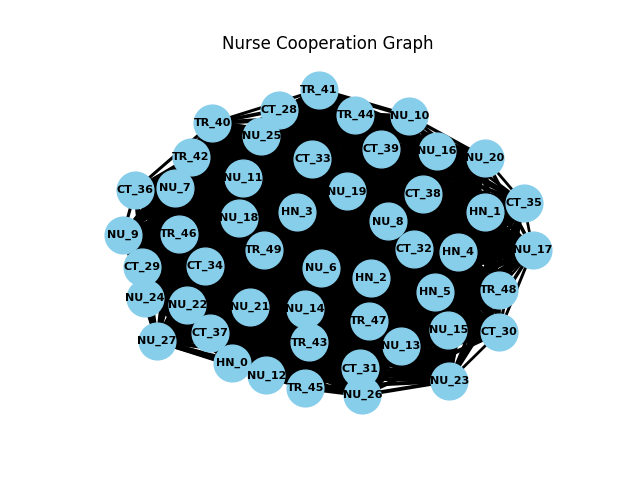 Nurse Cooperation Graph
TR_41
CT_28
TR_44
NU_10
TR_40
NU_25
CT_39
NU_16
TR_42
CT_33
NU_20
NU_11
CT_36
NU_7
NU_19
CT_38
CT_35
HN_3
HN_1
NU_18
NU_8
NU_9
TR_46
TR_49
CT_32
HN_4
NU_17
CT_29
CT_34
NU_6
HN_2
HN_5
TR_48
NU_24
NU_22
NU_21
NU_14
TR_47
NU_15
CT_30
NU_27
CT_37
TR_43
NU_13
HN_0
NU_12
CT_31
NU_23
TR_45
NU_26